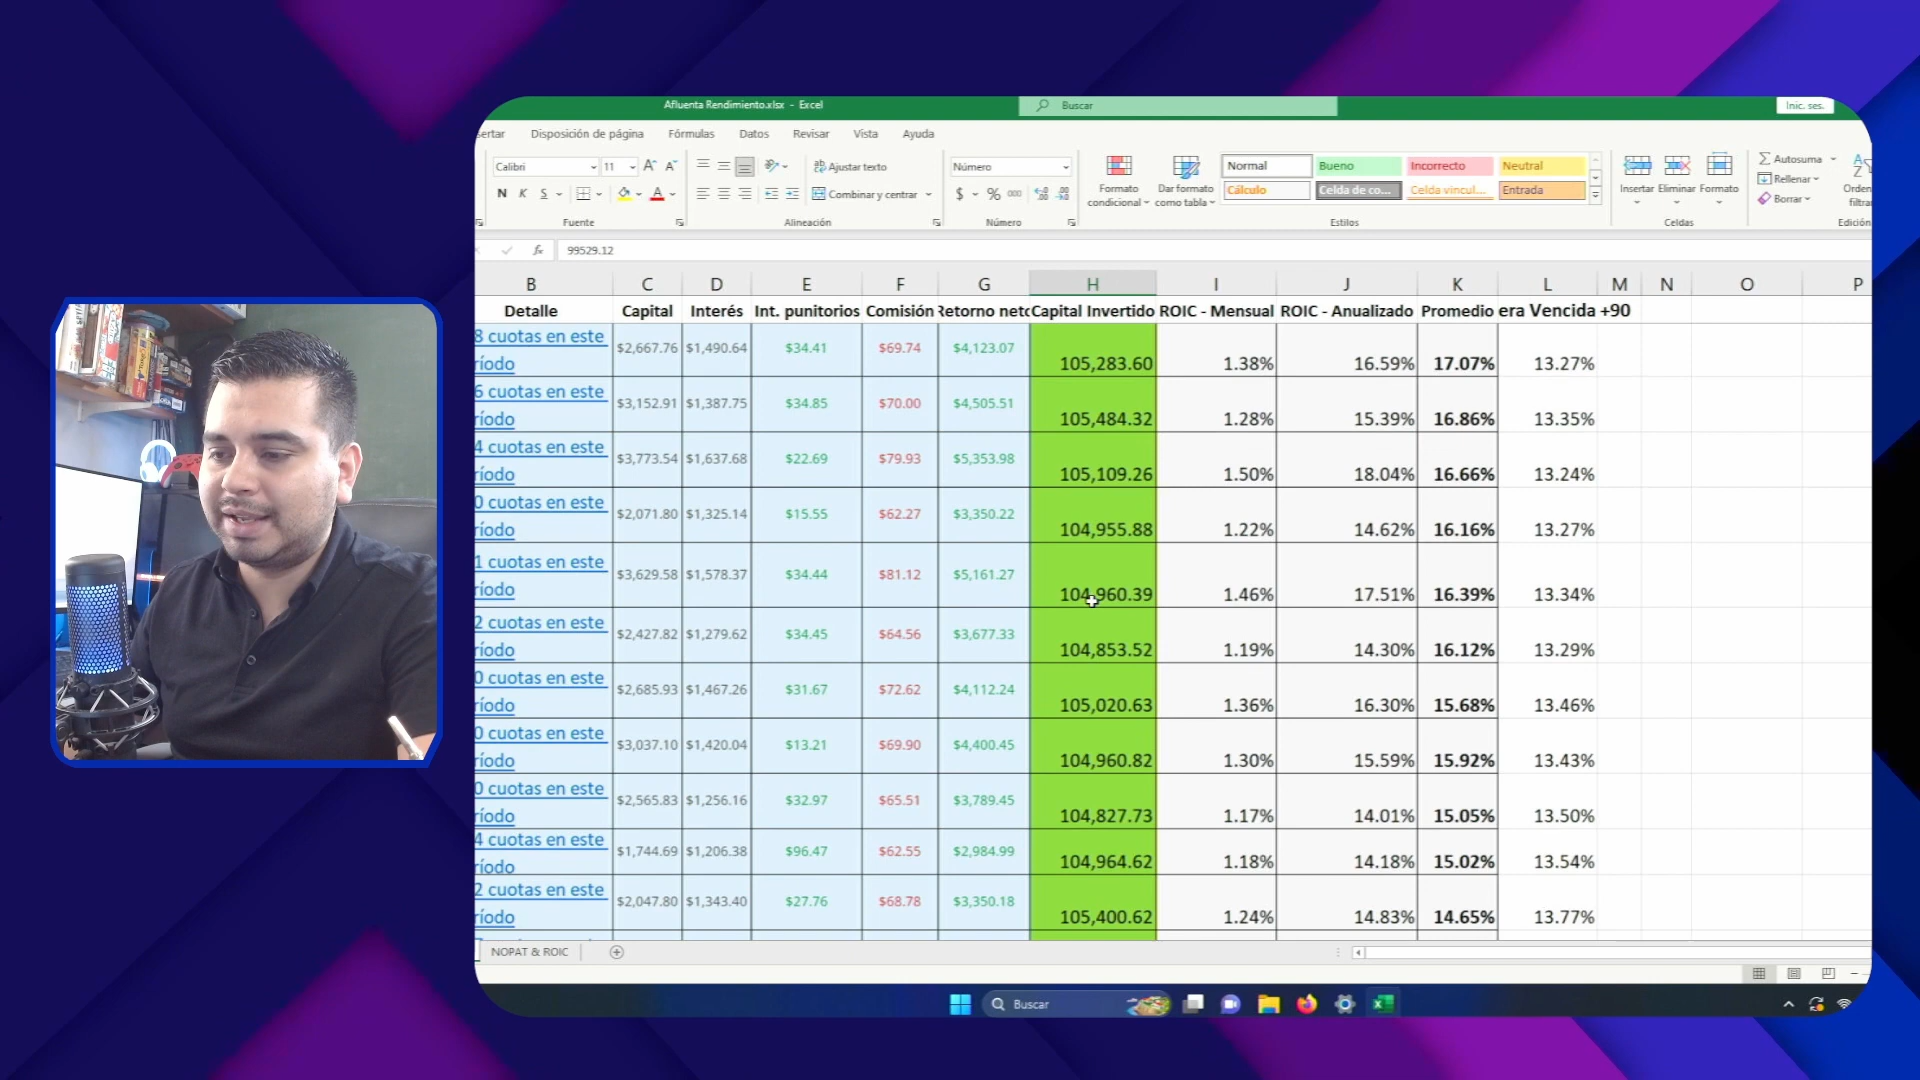 Afluenta Rendimiento.xlsx - Excel
Buscar
Inic. ses.
sertar Disposición de página Fórmulas Datos Revisar Vista Ayuda
Calibri 11 A A
Ajustar texto
Número
Formato condicional
Dar formato como tabla
Normal Bueno Incorrecto Neutral
Cálculo Celda de co... Celda vincul... Entrada
Insertar Eliminar Formato
Autosuma
Rellenar
Borrar
Orden
filtra
N K S
Combinar y centrar
$ % 000
Fuente Alineación Número Estilos Celdas Edición
fx 99529.12
B C D E F G H I J K L M N O P
Detalle Capital Interés Int. punitorios Comisión Retorno neto Capital Invertido ROIC - Mensual ROIC - Anualizado Promedio era Vencida +90
8 cuotas en este
ríodo $2,667.76 $1,490.64 $34.41 $69.74 $4,123.07 105,283.60 1.38% 16.59% 17.07% 13.27%
6 cuotas en este
ríodo $3,152.91 $1,387.75 $34.85 $70.00 $4,505.51 105,484.32 1.28% 15.39% 16.86% 13.35%
4 cuotas en este
ríodo $3,773.54 $1,637.68 $22.69 $79.93 $5,353.98 105,109.26 1.50% 18.04% 16.66% 13.24%
0 cuotas en este
ríodo $2,071.80 $1,325.14 $15.55 $62.27 $3,350.22 104,955.88 1.22% 14.62% 16.16% 13.27%
1 cuotas en este
ríodo $3,629.58 $1,578.37 $34.44 $81.12 $5,161.27 104,960.39 1.46% 17.51% 16.39% 13.34%
2 cuotas en este
ríodo $2,427.82 $1,279.62 $34.45 $64.56 $3,677.33 104,853.52 1.19% 14.30% 16.12% 13.29%
0 cuotas en este
ríodo $2,685.93 $1,467.26 $31.67 $72.62 $4,112.24 105,020.63 1.36% 16.30% 15.68% 13.46%
0 cuotas en este
ríodo $3,037.10 $1,420.04 $13.21 $69.90 $4,400.45 104,960.82 1.30% 15.59% 15.92% 13.43%
0 cuotas en este
ríodo $2,565.83 $1,256.16 $32.97 $65.51 $3,789.45 104,827.73 1.17% 14.01% 15.05% 13.50%
4 cuotas en este
ríodo $1,744.69 $1,206.38 $96.47 $62.55 $2,984.99 104,964.62 1.18% 14.18% 15.02% 13.54%
2 cuotas en este
ríodo $2,047.80 $1,343.40 $27.76 $68.78 $3,350.18 105,400.62 1.24% 14.83% 14.65% 13.77%
NOPAT & ROIC
Buscar